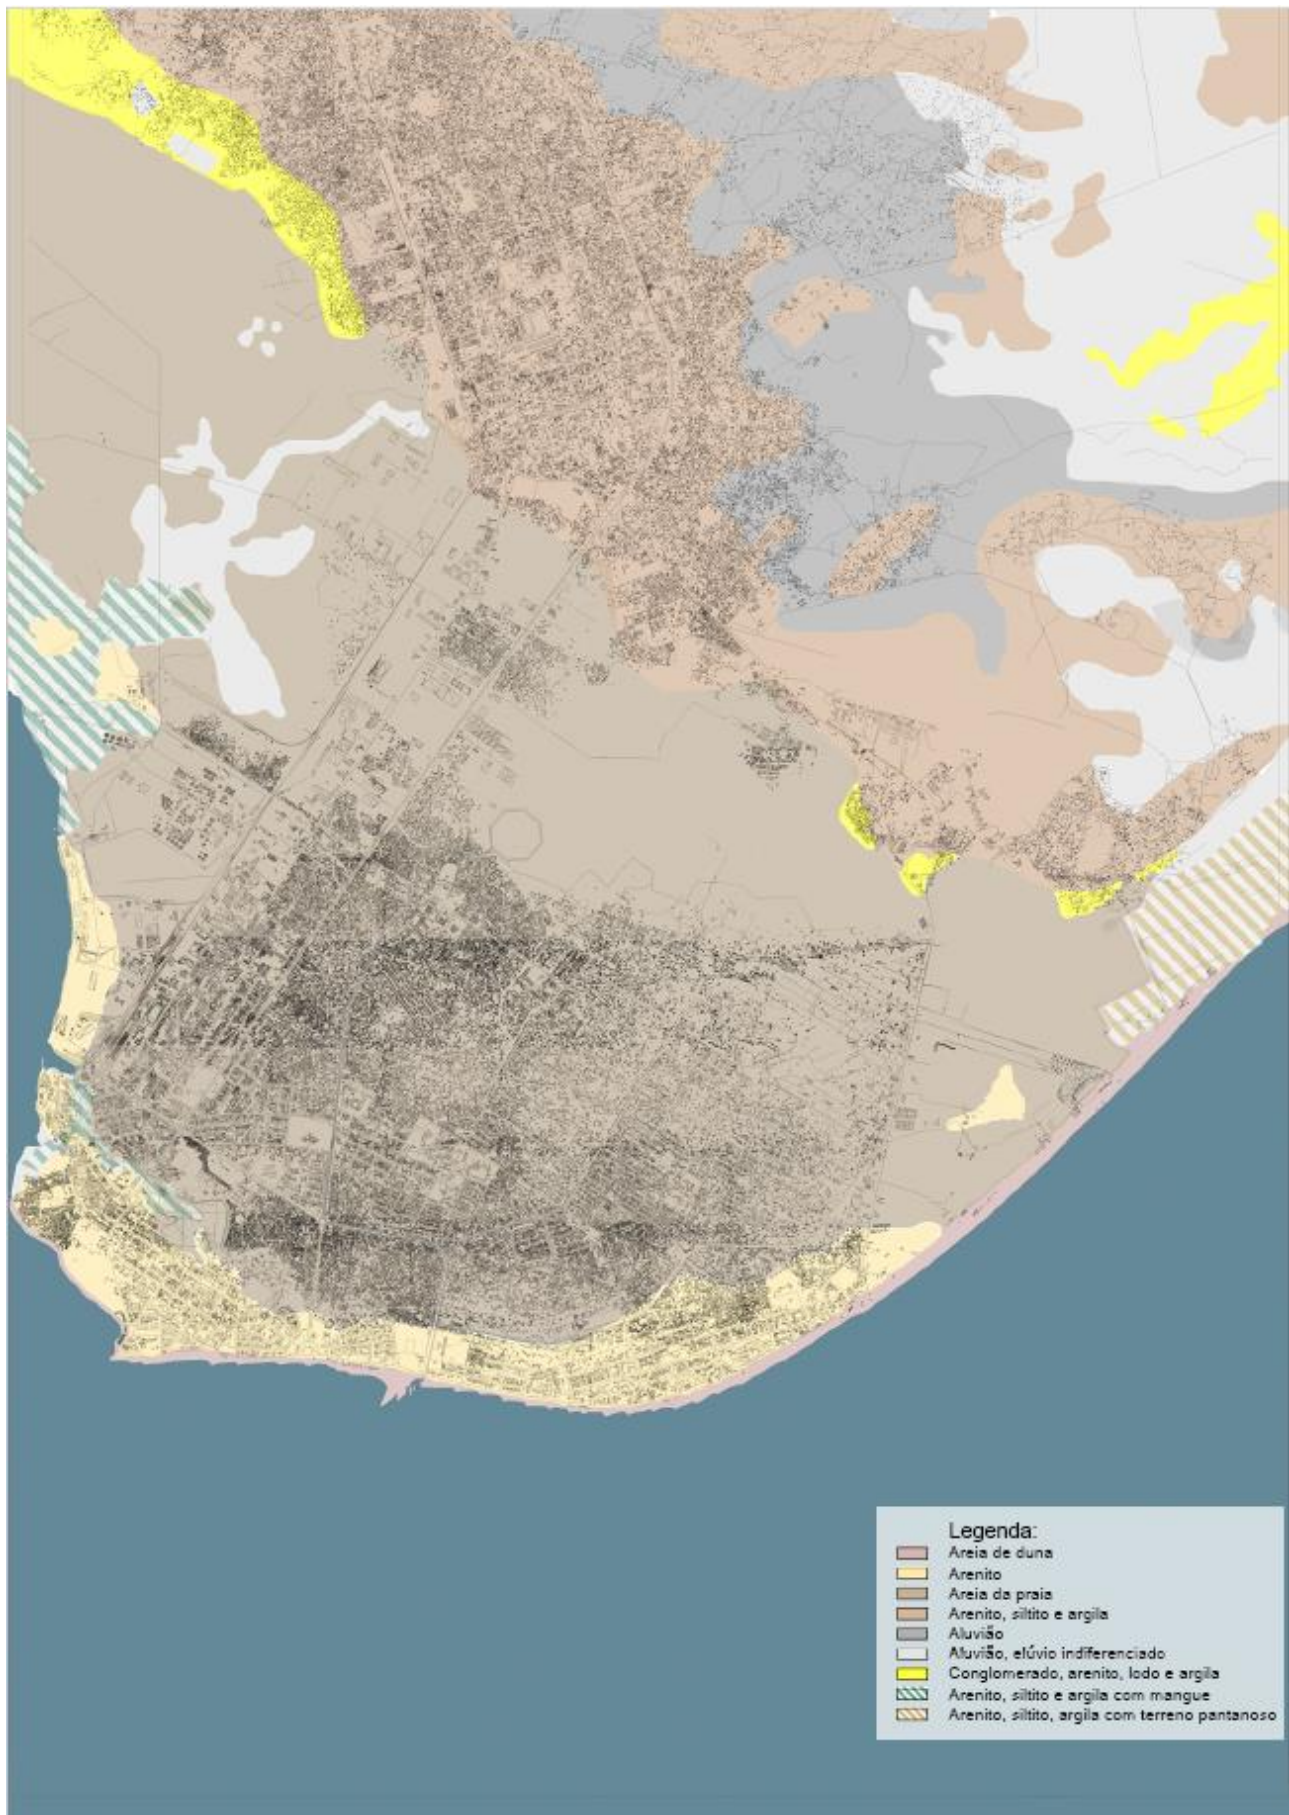 Legenda:
Areia de duna
Arenito
Areia da praia
Arenito, siltito e argila
Aluvião
Aluvião, elúvio indiferenciado
Conglomerado, arenito, lodo e argila
Arenito, siltito e argila com mangue
Arenito, siltito, argila com terreno pantanoso